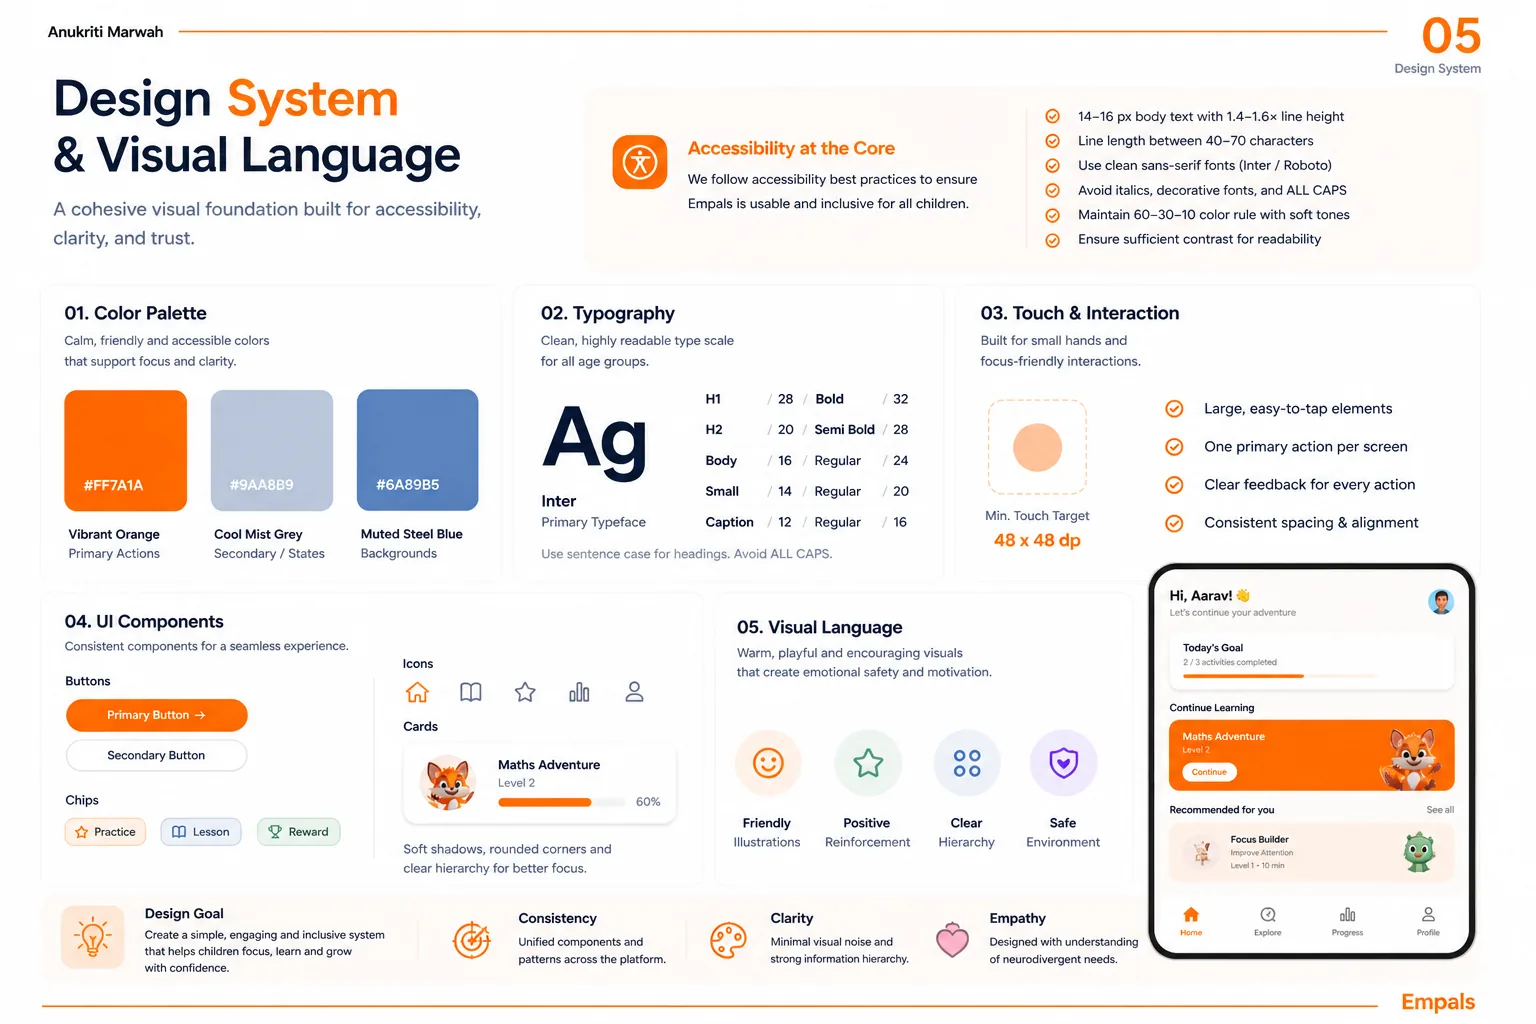 Anukriti Marwah
05
Design System
Design System
& Visual Language
A cohesive visual foundation built for accessibility,
clarity, and trust.
Accessibility at the Core
We follow accessibility best practices to ensure
Empals is usable and inclusive for all children.
14–16 px body text with 1.4–1.6× line height
Line length between 40–70 characters
Use clean sans-serif fonts (Inter / Roboto)
Avoid italics, decorative fonts, and ALL CAPS
Maintain 60–30–10 color rule with soft tones
Ensure sufficient contrast for readability
01. Color Palette
Calm, friendly and accessible colors
that support focus and clarity.
#FF7A1A
#9AA8B9
#6A89B5
Vibrant Orange
Primary Actions
Cool Mist Grey
Secondary / States
Muted Steel Blue
Backgrounds
02. Typography
Clean, highly readable type scale
for all age groups.
Ag
Inter
Primary Typeface
H1 / 28 / Bold / 32
H2 / 20 / Semi Bold / 28
Body / 16 / Regular / 24
Small / 14 / Regular / 20
Caption / 12 / Regular / 16
Use sentence case for headings. Avoid ALL CAPS.
03. Touch & Interaction
Built for small hands and
focus-friendly interactions.
Min. Touch Target
48 x 48 dp
Large, easy-to-tap elements
One primary action per screen
Clear feedback for every action
Consistent spacing & alignment
04. UI Components
Consistent components for a seamless experience.
Buttons
Primary Button →
Secondary Button
Chips
Practice
Lesson
Reward
Icons
Cards
Maths Adventure
Level 2
60%
Soft shadows, rounded corners and
clear hierarchy for better focus.
05. Visual Language
Warm, playful and encouraging visuals
that create emotional safety and motivation.
Friendly
Illustrations
Positive
Reinforcement
Clear
Hierarchy
Safe
Environment
Hi, Aarav! 👋
Let's continue your adventure
Today's Goal
2 / 3 activities completed
Continue Learning
Maths Adventure
Level 2
Continue
Recommended for you
See all
Focus Builder
Improve Attention
Level 1 • 10 min
Home
Explore
Progress
Profile
Design Goal
Create a simple, engaging and inclusive system
that helps children focus, learn and grow
with confidence.
Consistency
Unified components and
patterns across the platform.
Clarity
Minimal visual noise and
strong information hierarchy.
Empathy
Designed with understanding
of neurodivergent needs.
Empals